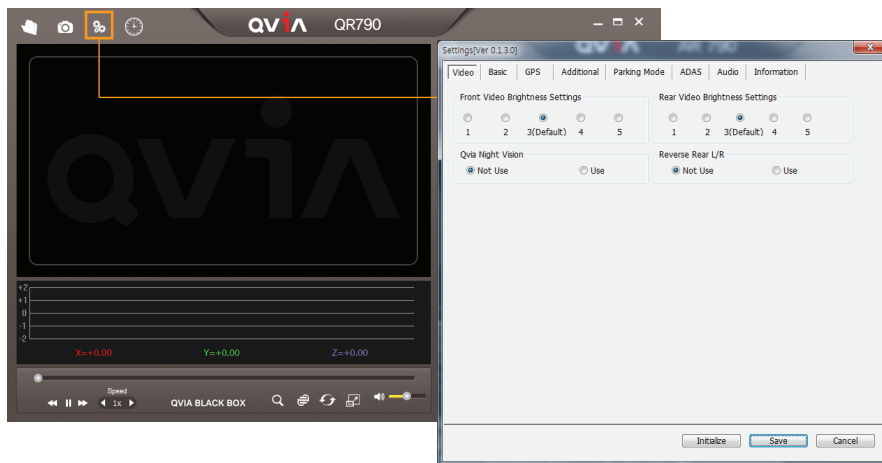 QVIA QR790
QVIA
+2
+1
0
-1
-2
X=+0.00 Y=+0.00 Z=+0.00
Speed
1x
QVIA BLACK BOX
Settings[Ver 0.1.3.0]
Video Basic GPS Additional Parking Mode ADAS Audio Information
Front Video Brightness Settings
1 2 3(Default) 4 5
Rear Video Brightness Settings
1 2 3(Default) 4 5
Qvia Night Vision
Not Use Use
Reverse Rear L/R
Not Use Use
Initialize Save Cancel